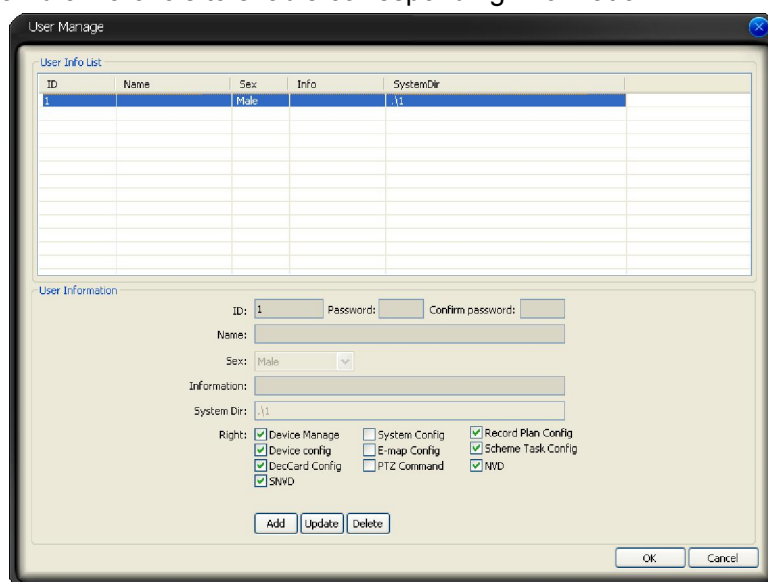 User Manage
User Info List
ID Name Sex Info SystemDir
1 Male .\1
User Information
ID: 1 Password: Confirm password:
Name:
Sex: Male
Information:
System Dir: .\1
Right: Device Manage System Config Record Plan Config
Device config E-map Config Scheme Task Config
DecCard Config PTZ Command NVD
SNVD
Add Update Delete
OK Cancel